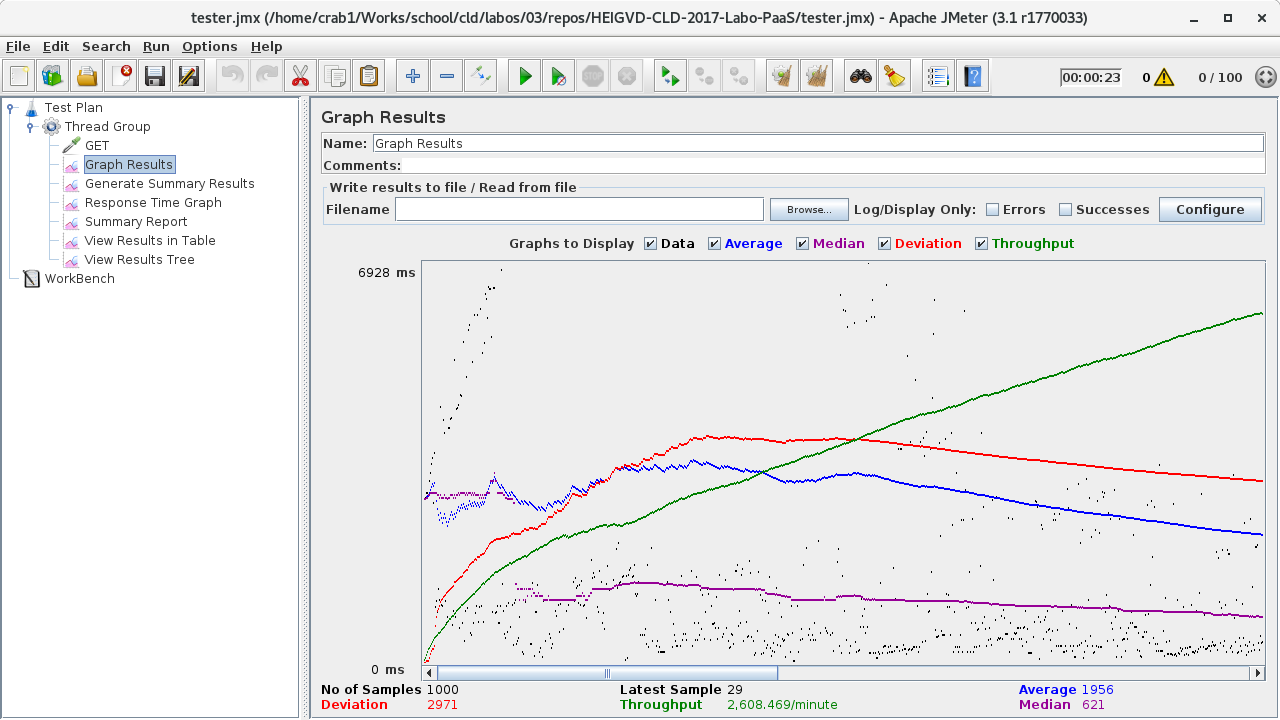 tester.jmx (/home/crab1/Works/school/cld/labos/03/repos/HEIGVD-CLD-2017-Labo-PaaS/tester.jmx) - Apache JMeter (3.1 r1770033)
File Edit Search Run Options Help
00:00:23 0 0 / 100
Test Plan
Thread Group
GET
Graph Results
Generate Summary Results
Response Time Graph
Summary Report
View Results in Table
View Results Tree
WorkBench
Graph Results
Name: Graph Results
Comments:
Write results to file / Read from file
Filename Browse... Log/Display Only: Errors Successes Configure
Graphs to Display Data Average Median Deviation Throughput
6928 ms
0 ms
No of Samples 1000 Latest Sample 29 Average 1956
Deviation 2971 Throughput 2,608.469/minute Median 621